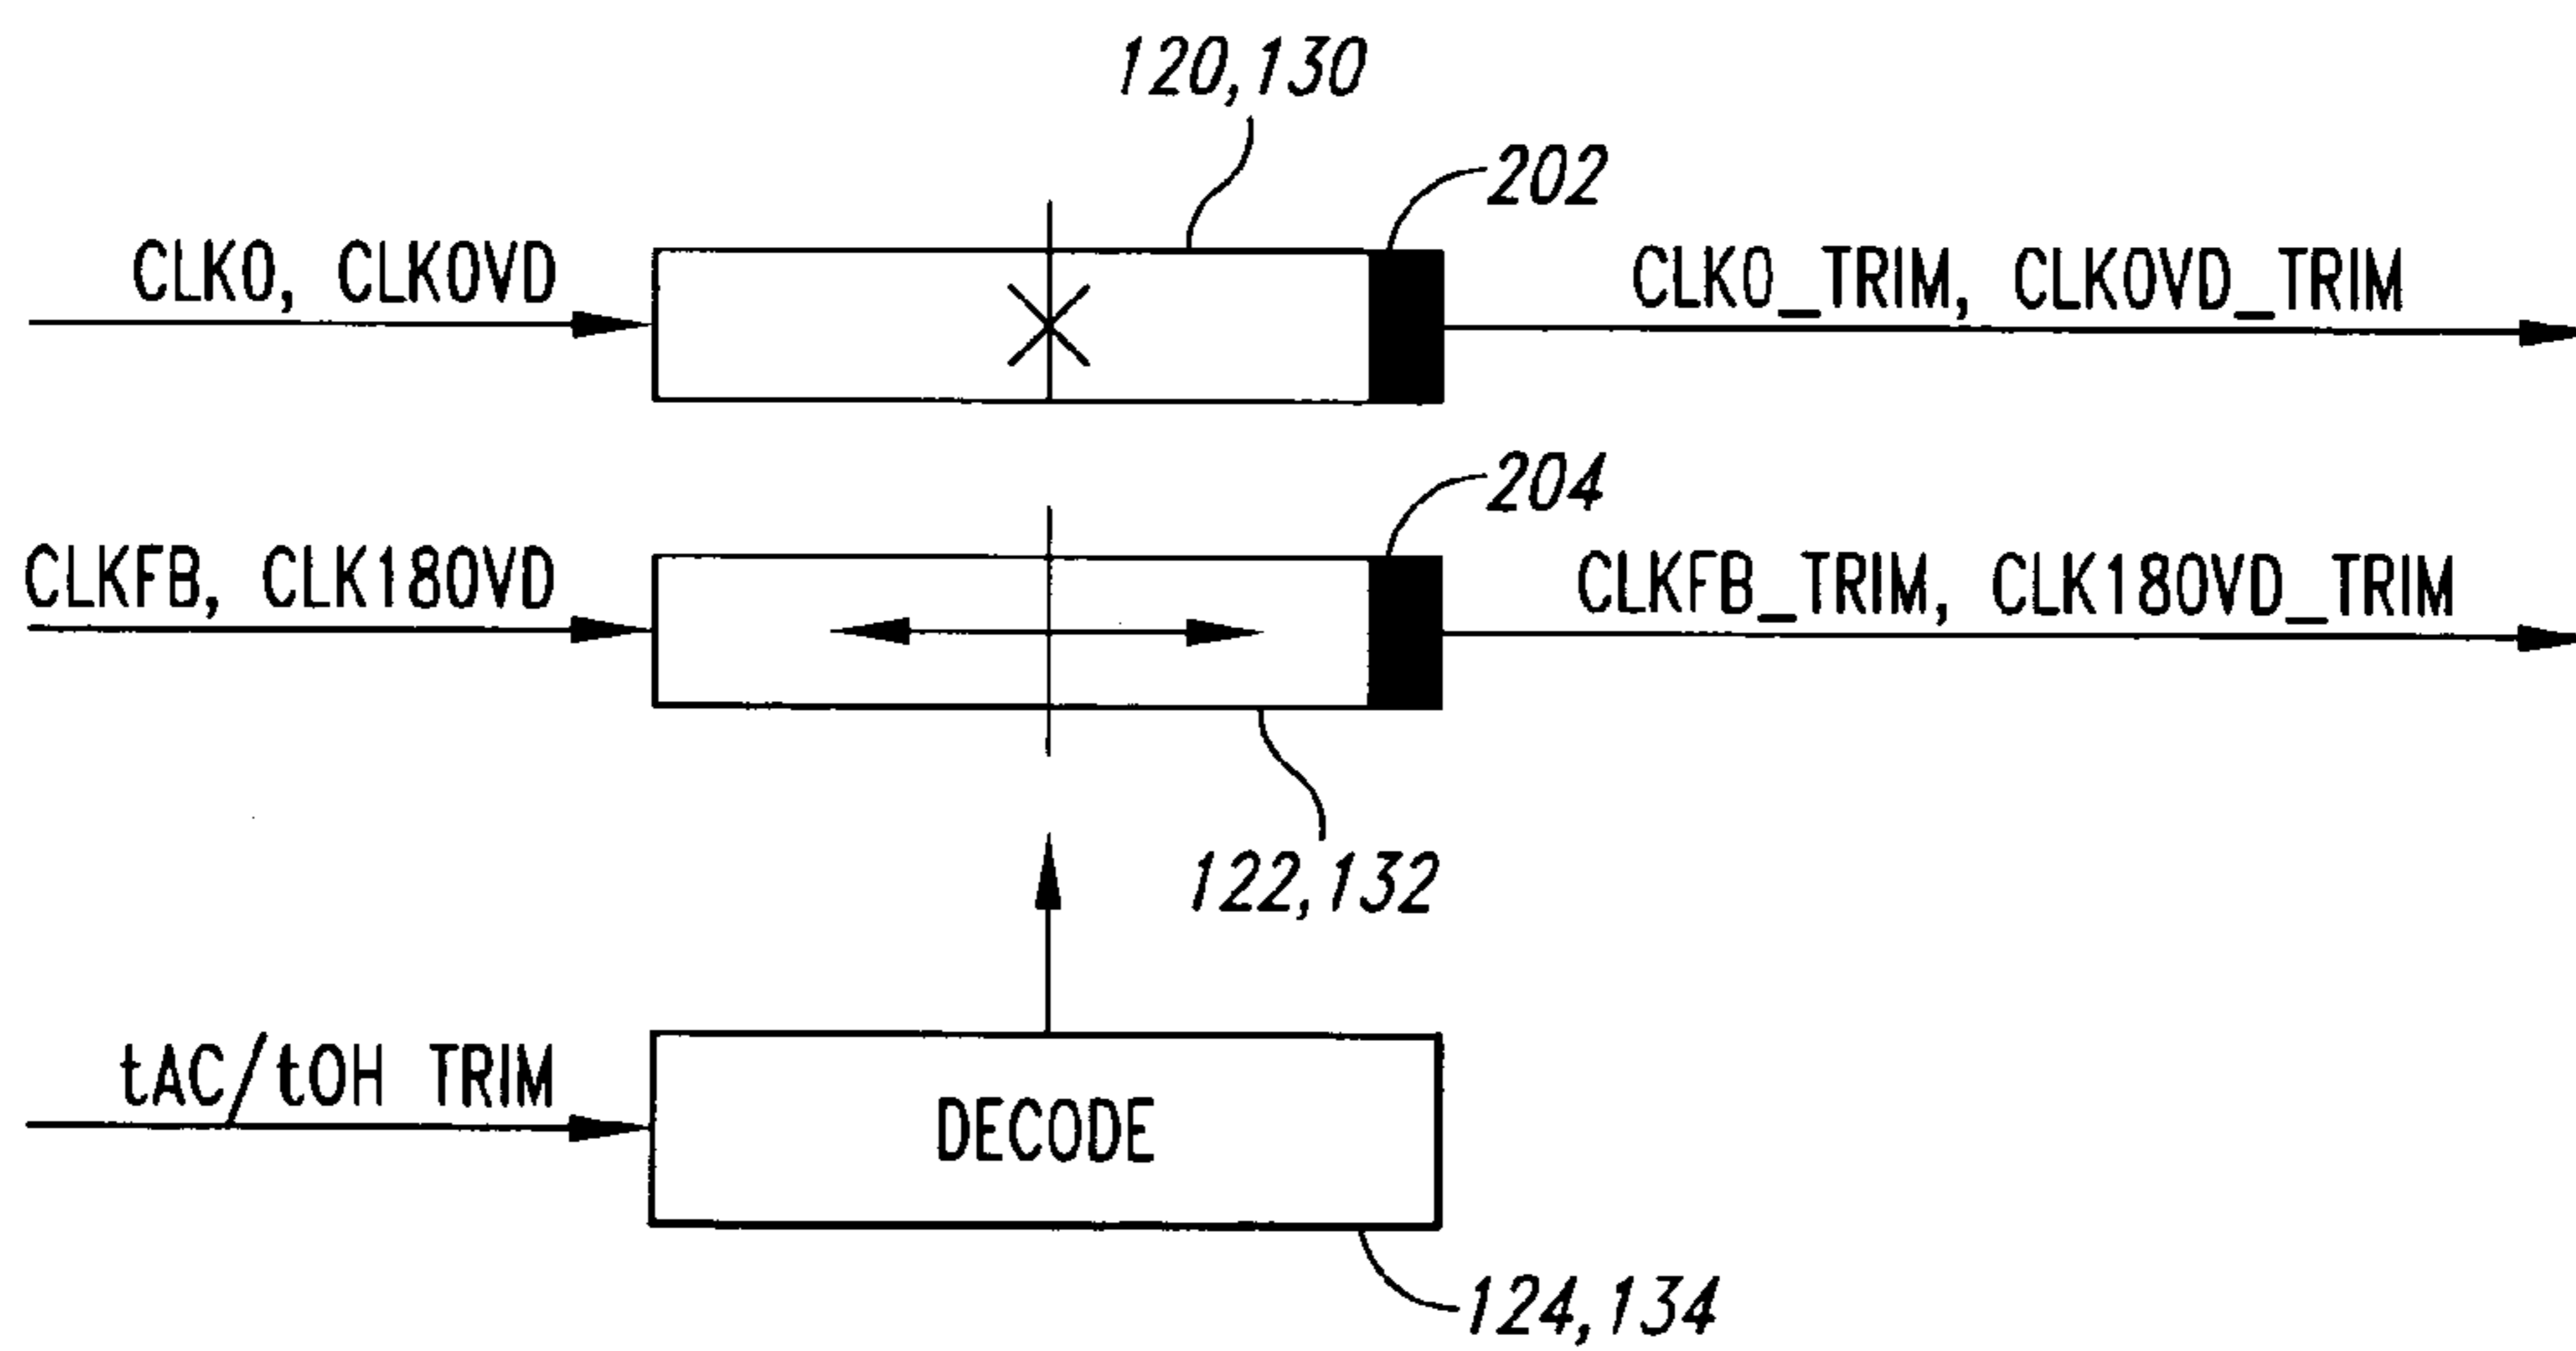 120,130
202
CLK0, CLK0VD
CLK0_TRIM, CLK0VD_TRIM
204
CLKFB, CLK180VD
CLKFB_TRIM, CLK180VD_TRIM
122,132
tAC/tOH TRIM
DECODE
124,134